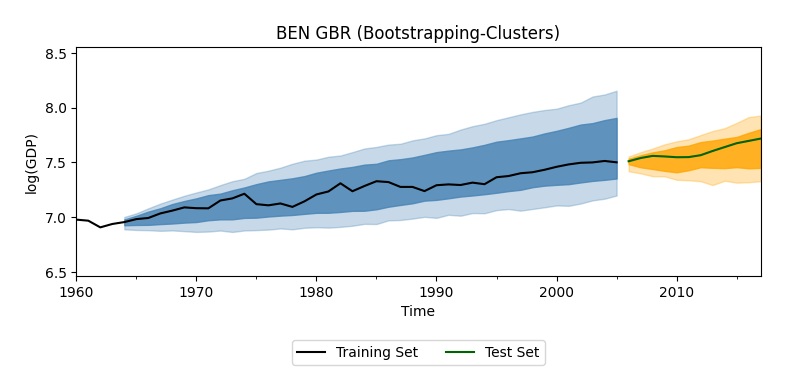 BEN GBR (Bootstrapping-Clusters)
8.5
8.0
7.5
7.0
6.5
log(GDP)
1960 1970 1980 1990 2000 2010
Time
Training Set Test Set